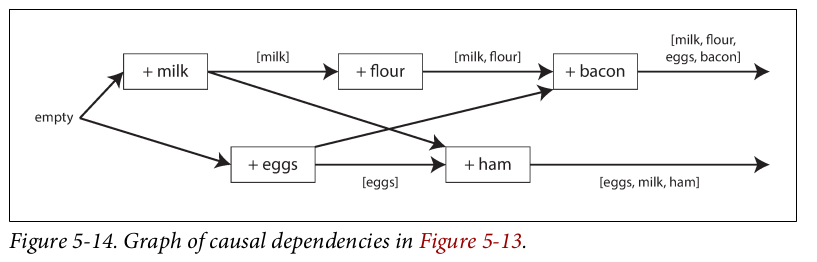 [milk, flour,
eggs, bacon]
[milk]
[milk, flour]
+ milk
+ flour
+ bacon
empty
+ eggs
+ ham
[eggs]
[eggs, milk, ham]
Figure 5-14. Graph of causal dependencies in Figure 5-13.